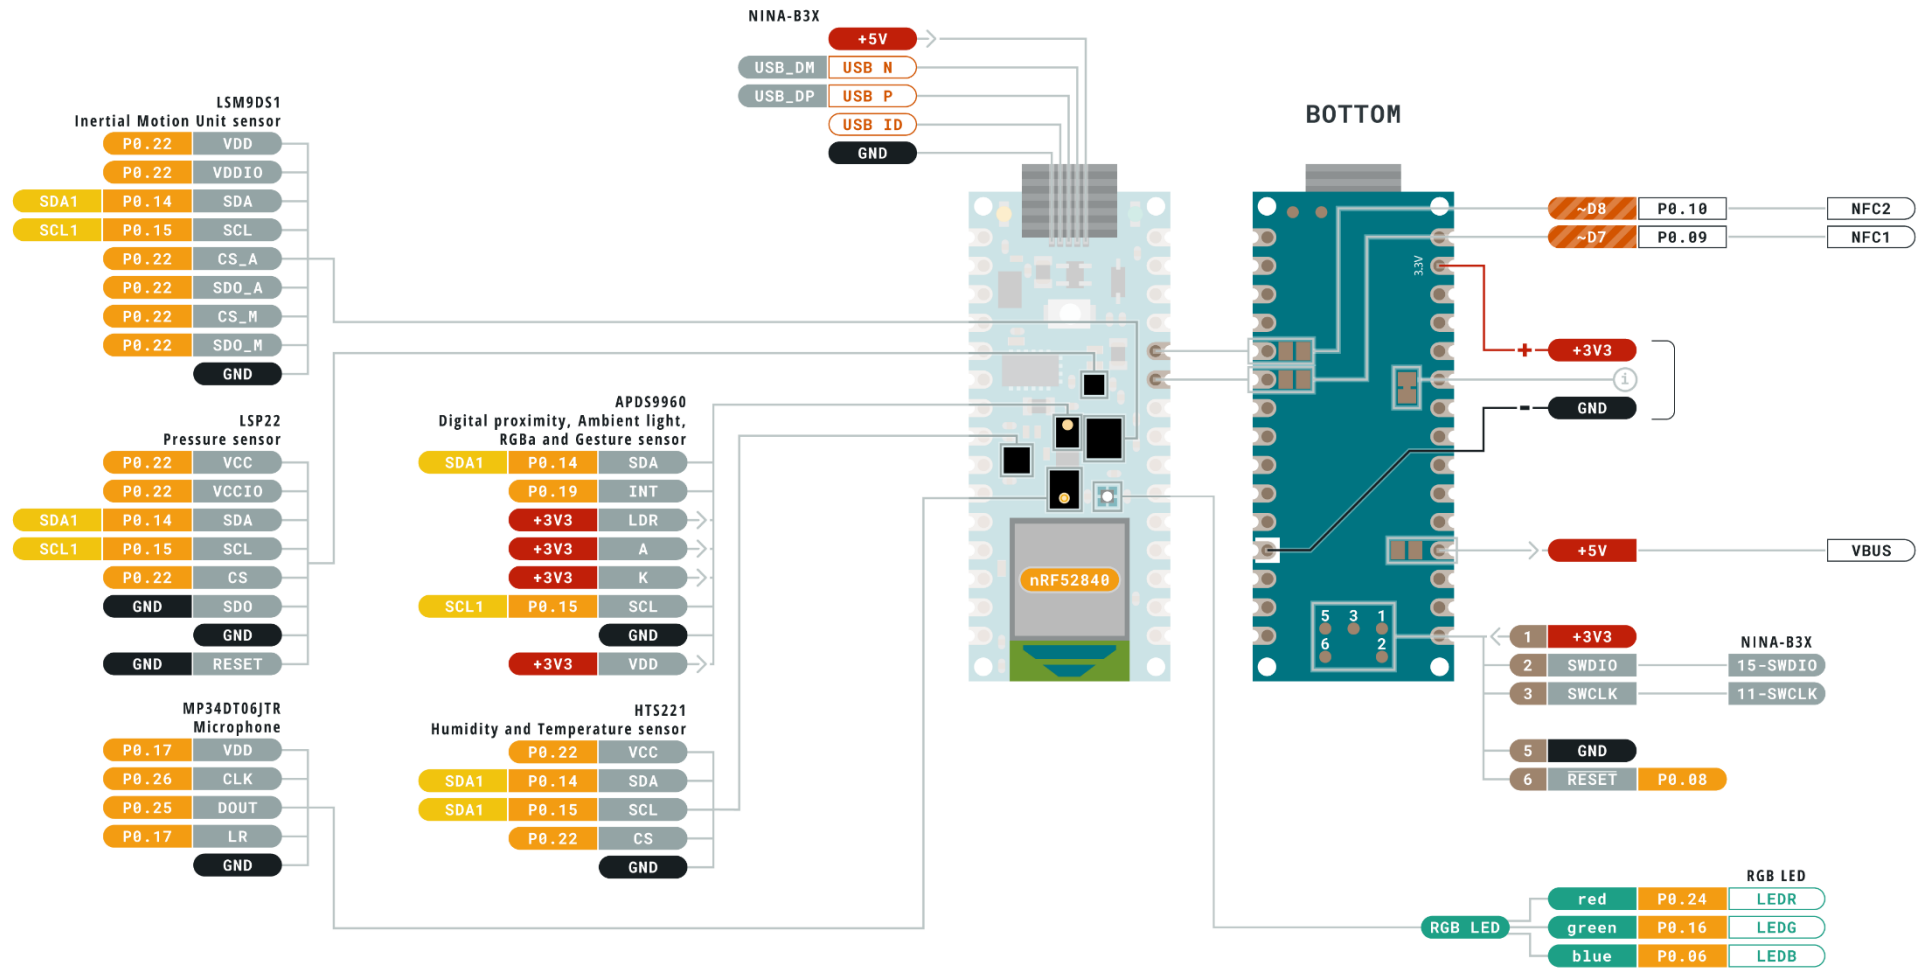 NINA-B3X
+5V
USB_DM USB N
USB_DP USB P
USB ID
GND
LSM9DS1
Inertial Motion Unit sensor
P0.22 VDD
P0.22 VDDIO
SDA1 P0.14 SDA
SCL1 P0.15 SCL
P0.22 CS_A
P0.22 SDO_A
P0.22 CS_M
P0.22 SDO_M
GND
LSP22
Pressure sensor
P0.22 VCC
P0.22 VCCIO
SDA1 P0.14 SDA
SCL1 P0.15 SCL
P0.22 CS
GND SDO
GND
GND RESET
MP34DT06JTR
Microphone
P0.17 VDD
P0.26 CLK
P0.25 DOUT
P0.17 LR
GND
APDS9960
Digital proximity, Ambient light,
RGBa and Gesture sensor
SDA1 P0.14 SDA
P0.19 INT
+3V3 LDR
+3V3 A
+3V3 K
SCL1 P0.15 SCL
GND
+3V3 VDD
HTS221
Humidity and Temperature sensor
P0.22 VCC
SDA1 P0.14 SDA
SDA1 P0.15 SCL
P0.22 CS
GND
nRF52840
BOTTOM
3.3V
5 3 1
6 2
~D8 P0.10 NFC2
~D7 P0.09 NFC1
+ +3V3
i
- GND
+5V VBUS
NINA-B3X
1 +3V3
2 SWDIO 15-SWDIO
3 SWCLK 11-SWCLK
5 GND
6 RESET P0.08
RGB LED
RGB LED
red P0.24 LEDR
green P0.16 LEDG
blue P0.06 LEDB